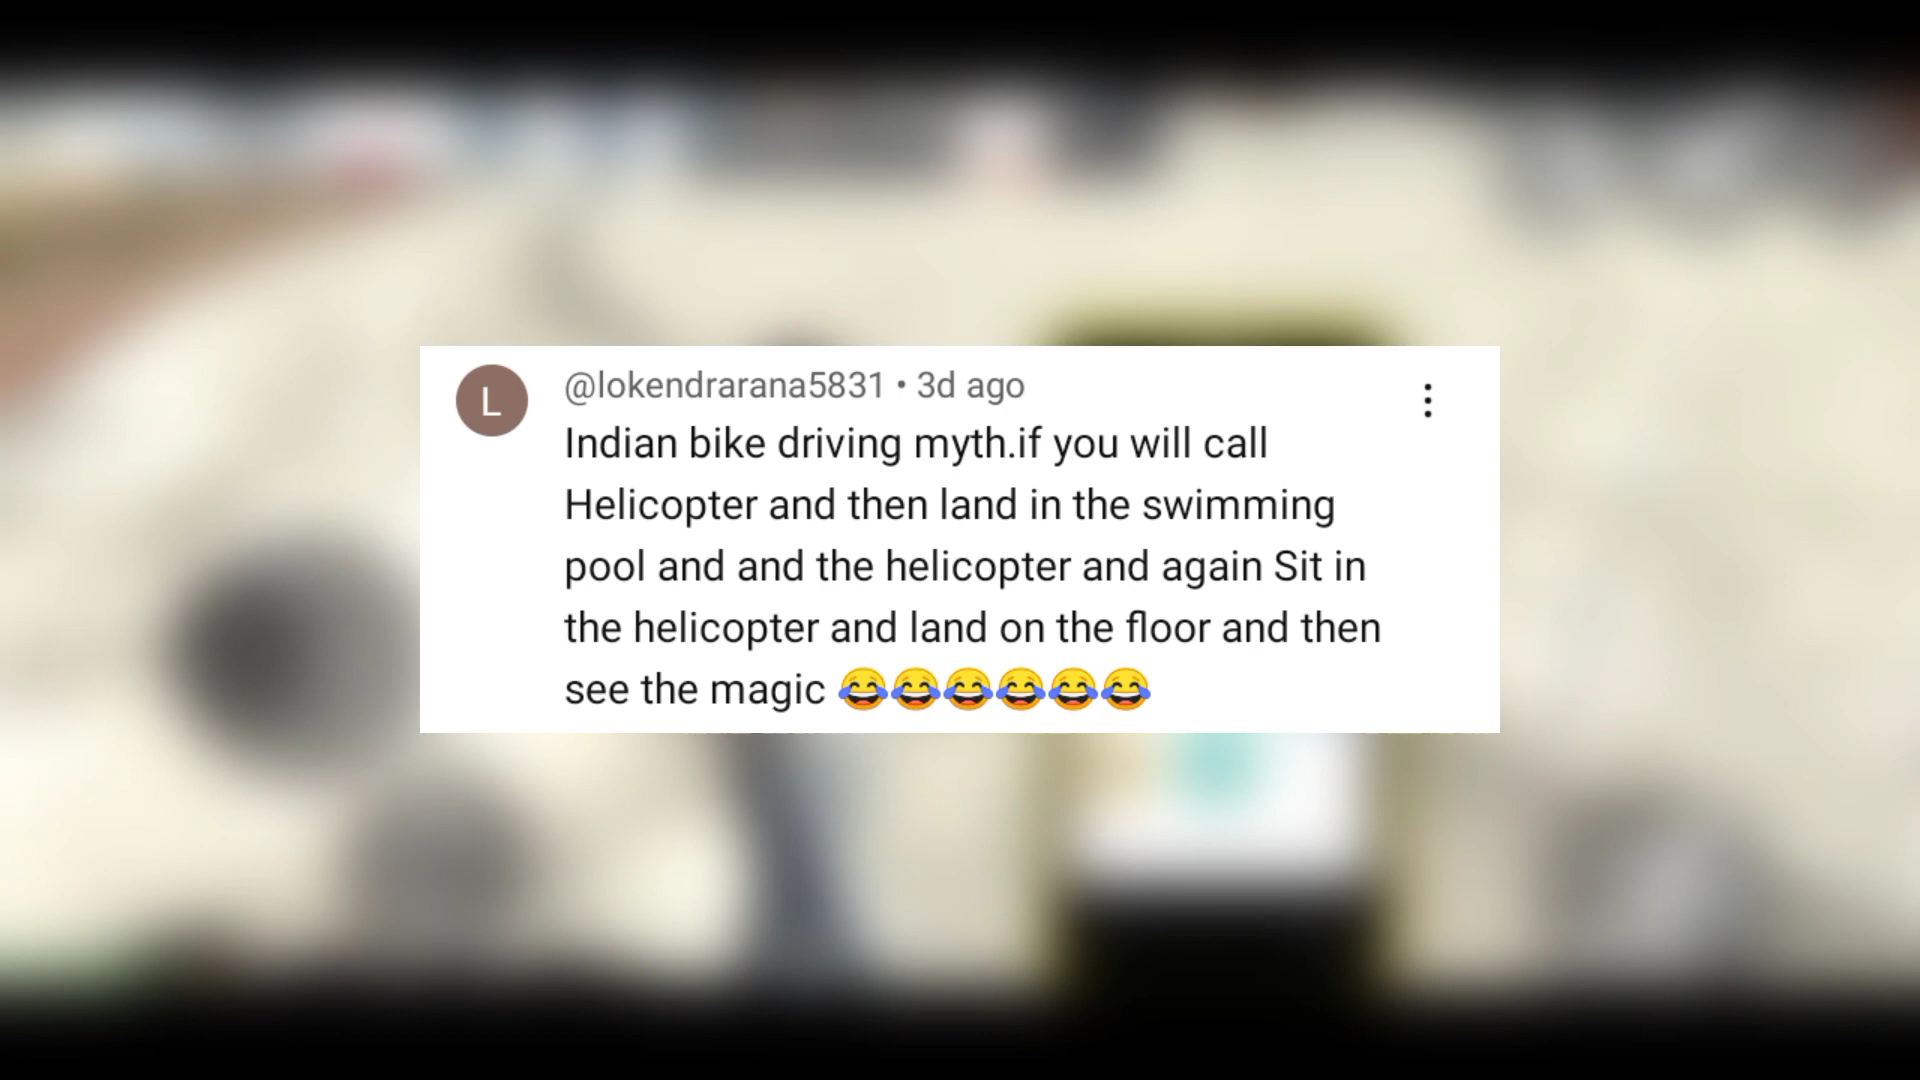 L
@lokendrarana5831 • 3d ago
Indian bike driving myth.if you will call
Helicopter and then land in the swimming
pool and and the helicopter and again Sit in
the helicopter and land on the floor and then
see the magic 😂😂😂😂😂😂